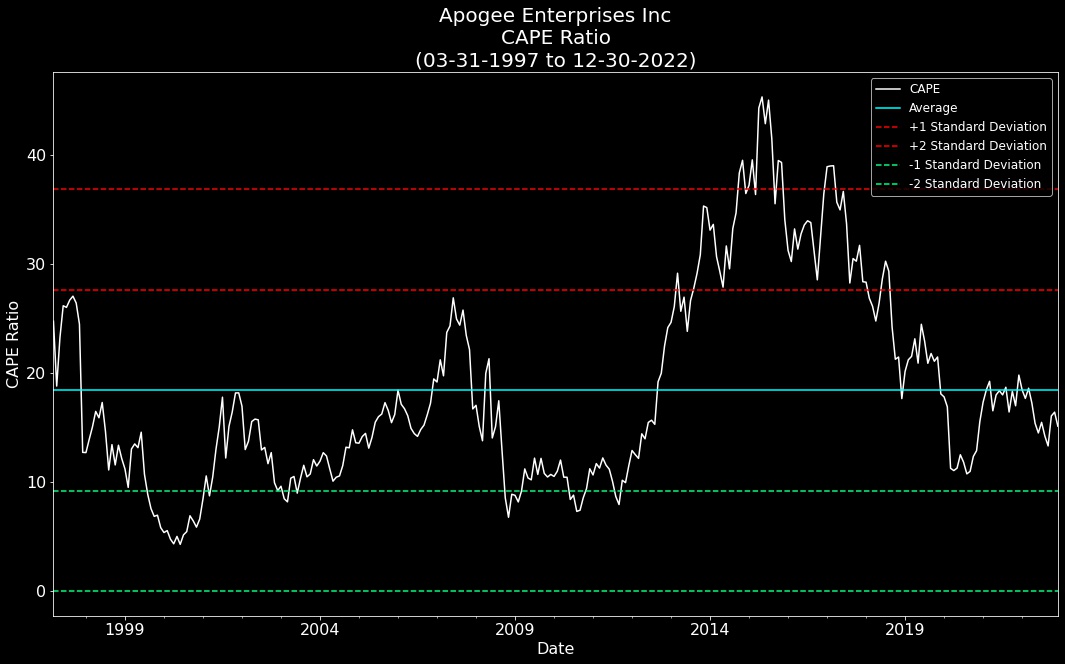 Apogee Enterprises Inc
CAPE Ratio
(03-31-1997 to 12-30-2022)
CAPE
Average
+1 Standard Deviation
+2 Standard Deviation
-1 Standard Deviation
-2 Standard Deviation
CAPE Ratio
40
30
20
10
0
1999
2004
2009
2014
2019
Date